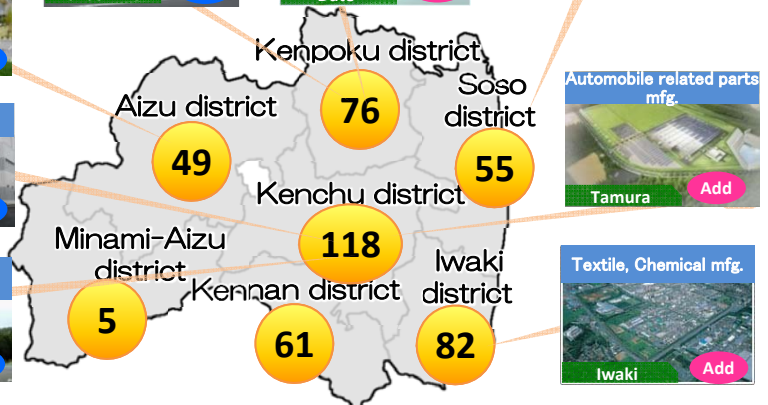 Kenpoku district
76
Soso
district
55
Aizu district
49
Kenchu district
118
Minami-Aizu
district
5
Kennan district
61
Iwaki
district
82
Automobile related parts
mfg.
Tamura
Add
Textile, Chemical mfg.
Iwaki
Add